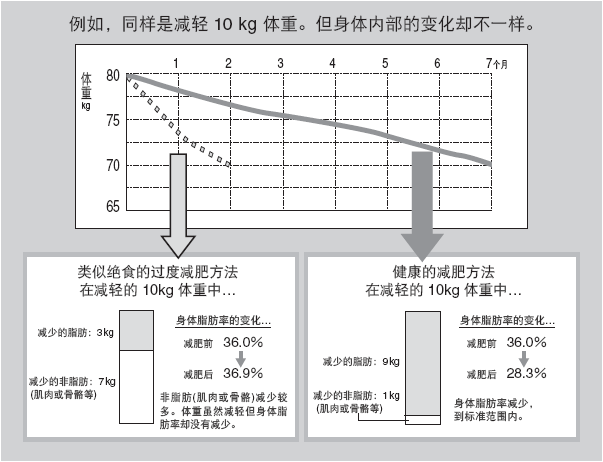 例如，同样是减轻 10 kg 体重。但身体内部的变化却不一样。
体重 kg
1 2 3 4 5 6 7个月
80
75
70
65
类似绝食的过度减肥方法
在减轻的 10kg 体重中…
减少的脂肪：3kg
减少的非脂肪：7kg
(肌肉或骨骼等)
身体脂肪率的变化…
减肥前 36.0%
减肥后 36.9%
非脂肪(肌肉或骨骼)减少较
多。体重虽然减轻但身体脂
肪率却没有减少。
健康的减肥方法
在减轻的 10kg 体重中…
减少的脂肪：9kg
减少的非脂肪：1kg
(肌肉或骨骼等)
身体脂肪率的变化…
减肥前 36.0%
减肥后 28.3%
身体脂肪率减少，
到标准范围内。